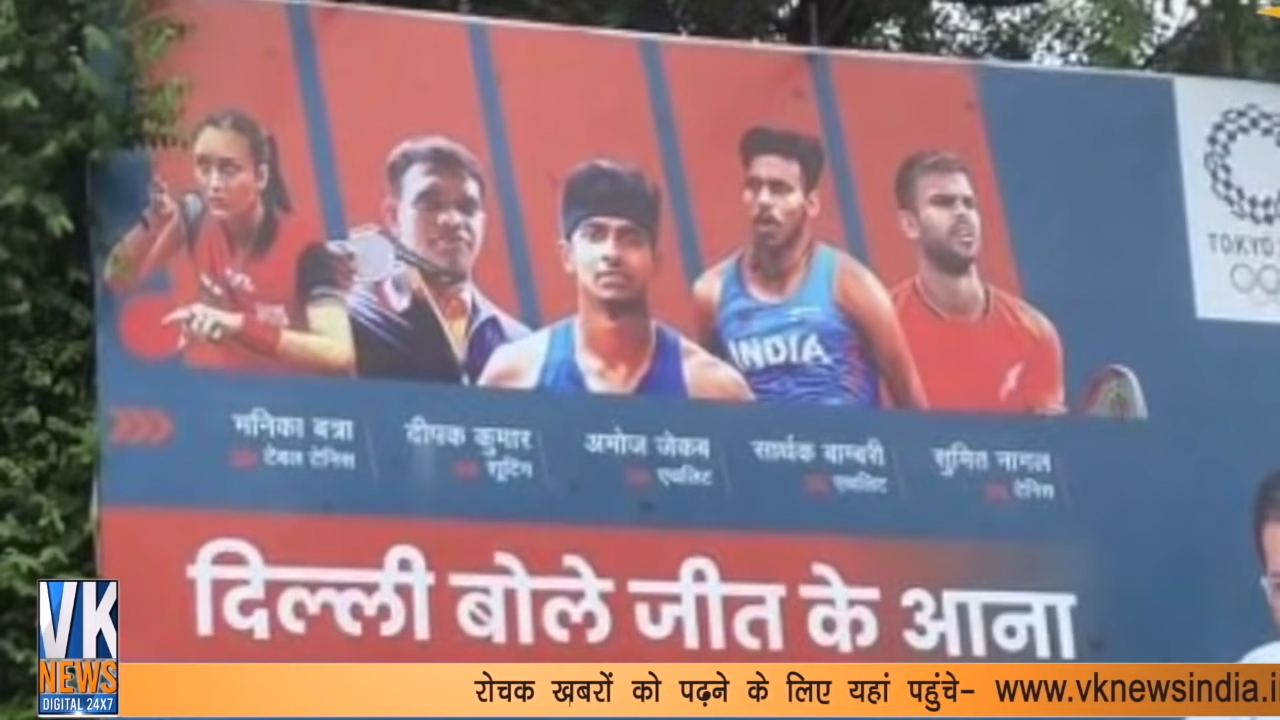 TOKYO
INDIA
मनिका बत्रा
टेबल टेनिस
दीपक कुमार
शूटिंग
अमोज जेकब
एथलिट
सार्थक बाम्बरी
एथलिट
सुमित नागल
टेनिस
दिल्ली बोले जीत के आना
VK
NEWS
DIGITAL 24X7
रोचक खबरों को पढ़ने के लिए यहां पहुंचे- www.vknewsindia.i